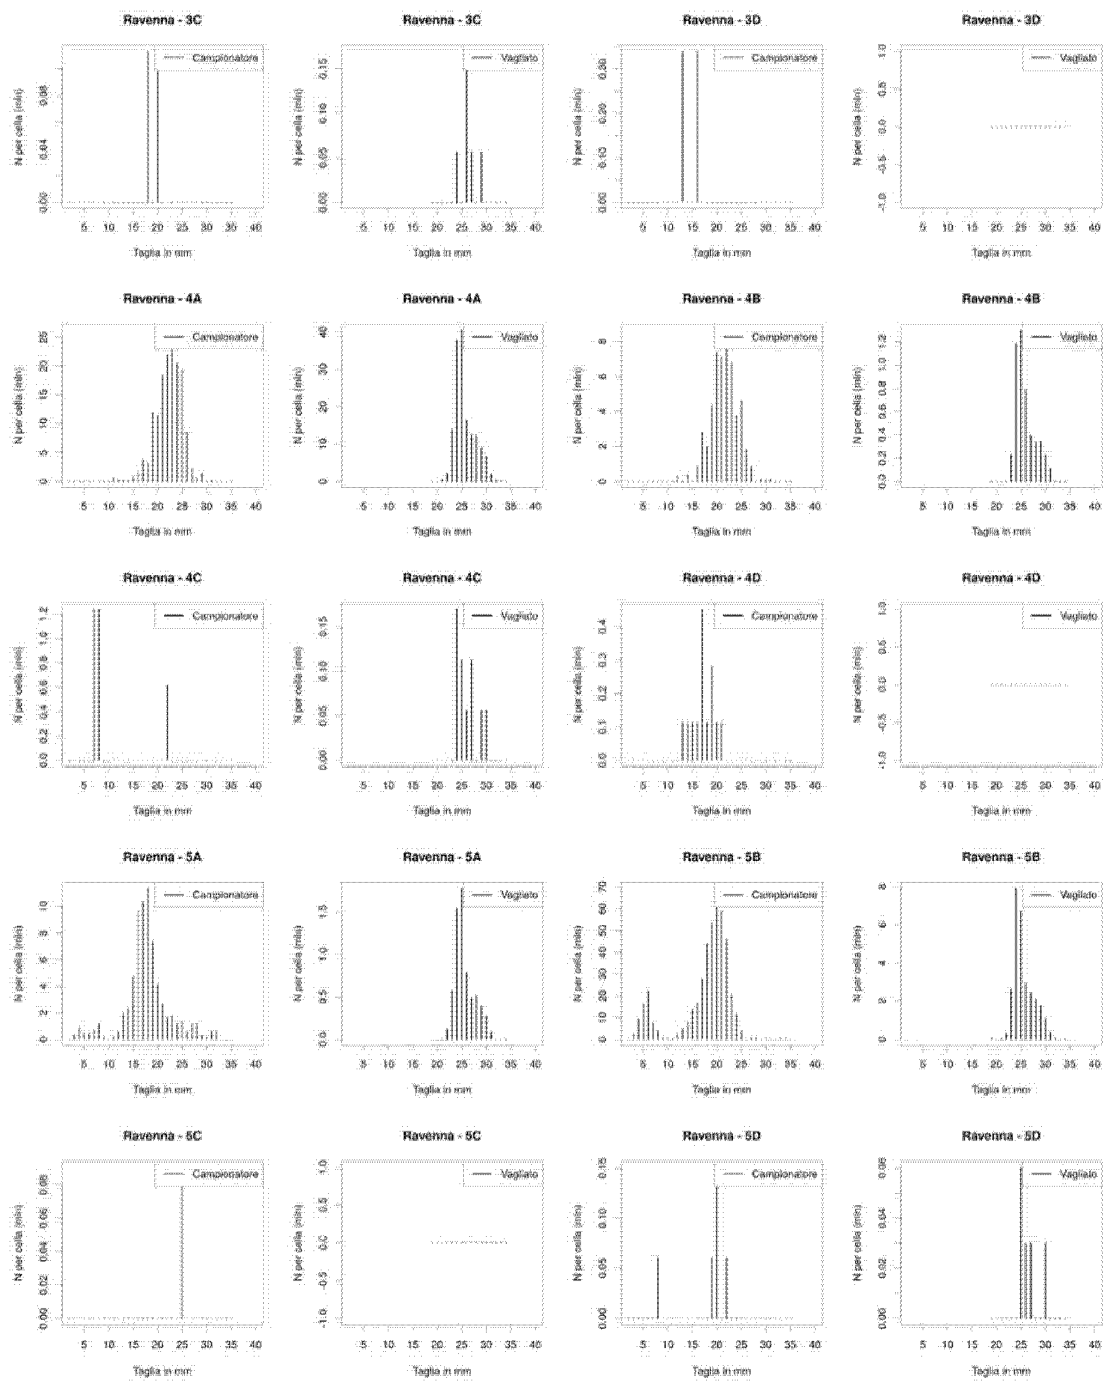 Ravenna - 3C
Campionatore
N per cella (mln)
0.00 0.04 0.08
5 10 15 20 25 30 35 40
Taglia in mm
Ravenna - 3C
Vagliato
N per cella (mln)
0.00 0.05 0.10 0.15
5 10 15 20 25 30 35 40
Taglia in mm
Ravenna - 3D
Campionatore
N per cella (mln)
0.00 0.10 0.20 0.30
5 10 15 20 25 30 35 40
Taglia in mm
Ravenna - 3D
Vagliato
N per cella (mln)
-1.0 -0.5 0.0 0.5 1.0
5 10 15 20 25 30 35 40
Taglia in mm
Ravenna - 4A
Campionatore
N per cella (mln)
0 5 10 15 20 25
5 10 15 20 25 30 35 40
Taglia in mm
Ravenna - 4A
Vagliato
N per cella (mln)
0 10 20 30 40
5 10 15 20 25 30 35 40
Taglia in mm
Ravenna - 4B
Campionatore
N per cella (mln)
0 2 4 6 8
5 10 15 20 25 30 35 40
Taglia in mm
Ravenna - 4B
Vagliato
N per cella (mln)
0.0 0.2 0.4 0.6 0.8 1.0 1.2
5 10 15 20 25 30 35 40
Taglia in mm
Ravenna - 4C
Campionatore
N per cella (mln)
0.0 0.2 0.4 0.6 0.8 1.0 1.2
5 10 15 20 25 30 35 40
Taglia in mm
Ravenna - 4C
Vagliato
N per cella (mln)
0.00 0.05 0.10 0.15
5 10 15 20 25 30 35 40
Taglia in mm
Ravenna - 4D
Campionatore
N per cella (mln)
0.0 0.1 0.2 0.3 0.4
5 10 15 20 25 30 35 40
Taglia in mm
Ravenna - 4D
Vagliato
N per cella (mln)
-1.0 -0.5 0.0 0.5 1.0
5 10 15 20 25 30 35 40
Taglia in mm
Ravenna - 5A
Campionatore
N per cella (mln)
0 2 4 6 8 10
5 10 15 20 25 30 35 40
Taglia in mm
Ravenna - 5A
Vagliato
N per cella (mln)
0.0 0.5 1.0 1.5
5 10 15 20 25 30 35 40
Taglia in mm
Ravenna - 5B
Campionatore
N per cella (mln)
0 10 20 30 40 50 60 70
5 10 15 20 25 30 35 40
Taglia in mm
Ravenna - 5B
Vagliato
N per cella (mln)
0 2 4 6 8
5 10 15 20 25 30 35 40
Taglia in mm
Ravenna - 5C
Campionatore
N per cella (mln)
0.00 0.02 0.04 0.06 0.08
5 10 15 20 25 30 35 40
Taglia in mm
Ravenna - 5C
Vagliato
N per cella (mln)
-1.0 -0.5 0.0 0.5 1.0
5 10 15 20 25 30 35 40
Taglia in mm
Ravenna - 5D
Campionatore
N per cella (mln)
0.00 0.05 0.10 0.15
5 10 15 20 25 30 35 40
Taglia in mm
Ravenna - 5D
Vagliato
N per cella (mln)
0.00 0.02 0.04 0.06
5 10 15 20 25 30 35 40
Taglia in mm